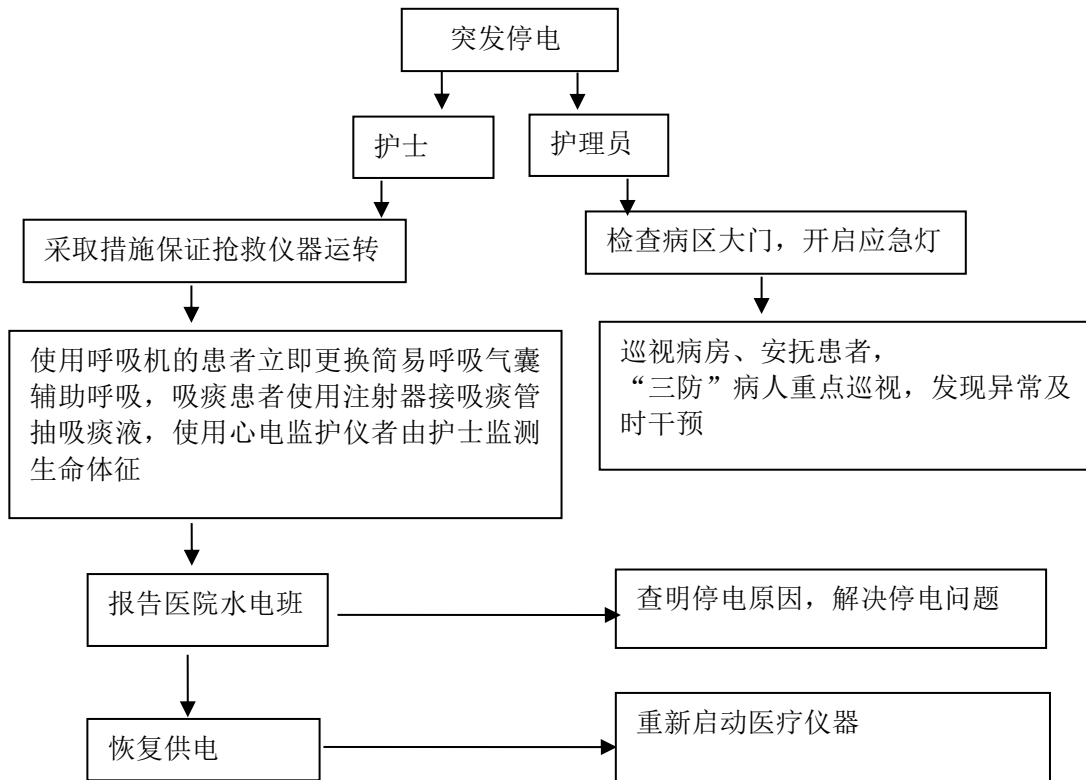 突发停电
护士
护理员
采取措施保证抢救仪器运转
检查病区大门，开启应急灯
使用呼吸机的患者立即更换简易呼吸气囊
辅助呼吸，吸痰患者使用注射器接吸痰管
抽吸痰液，使用心电监护仪者由护士监测
生命体征
巡视病房、安抚患者，
“三防”病人重点巡视，发现异常及
时干预
报告医院水电班
查明停电原因，解决停电问题
恢复供电
重新启动医疗仪器